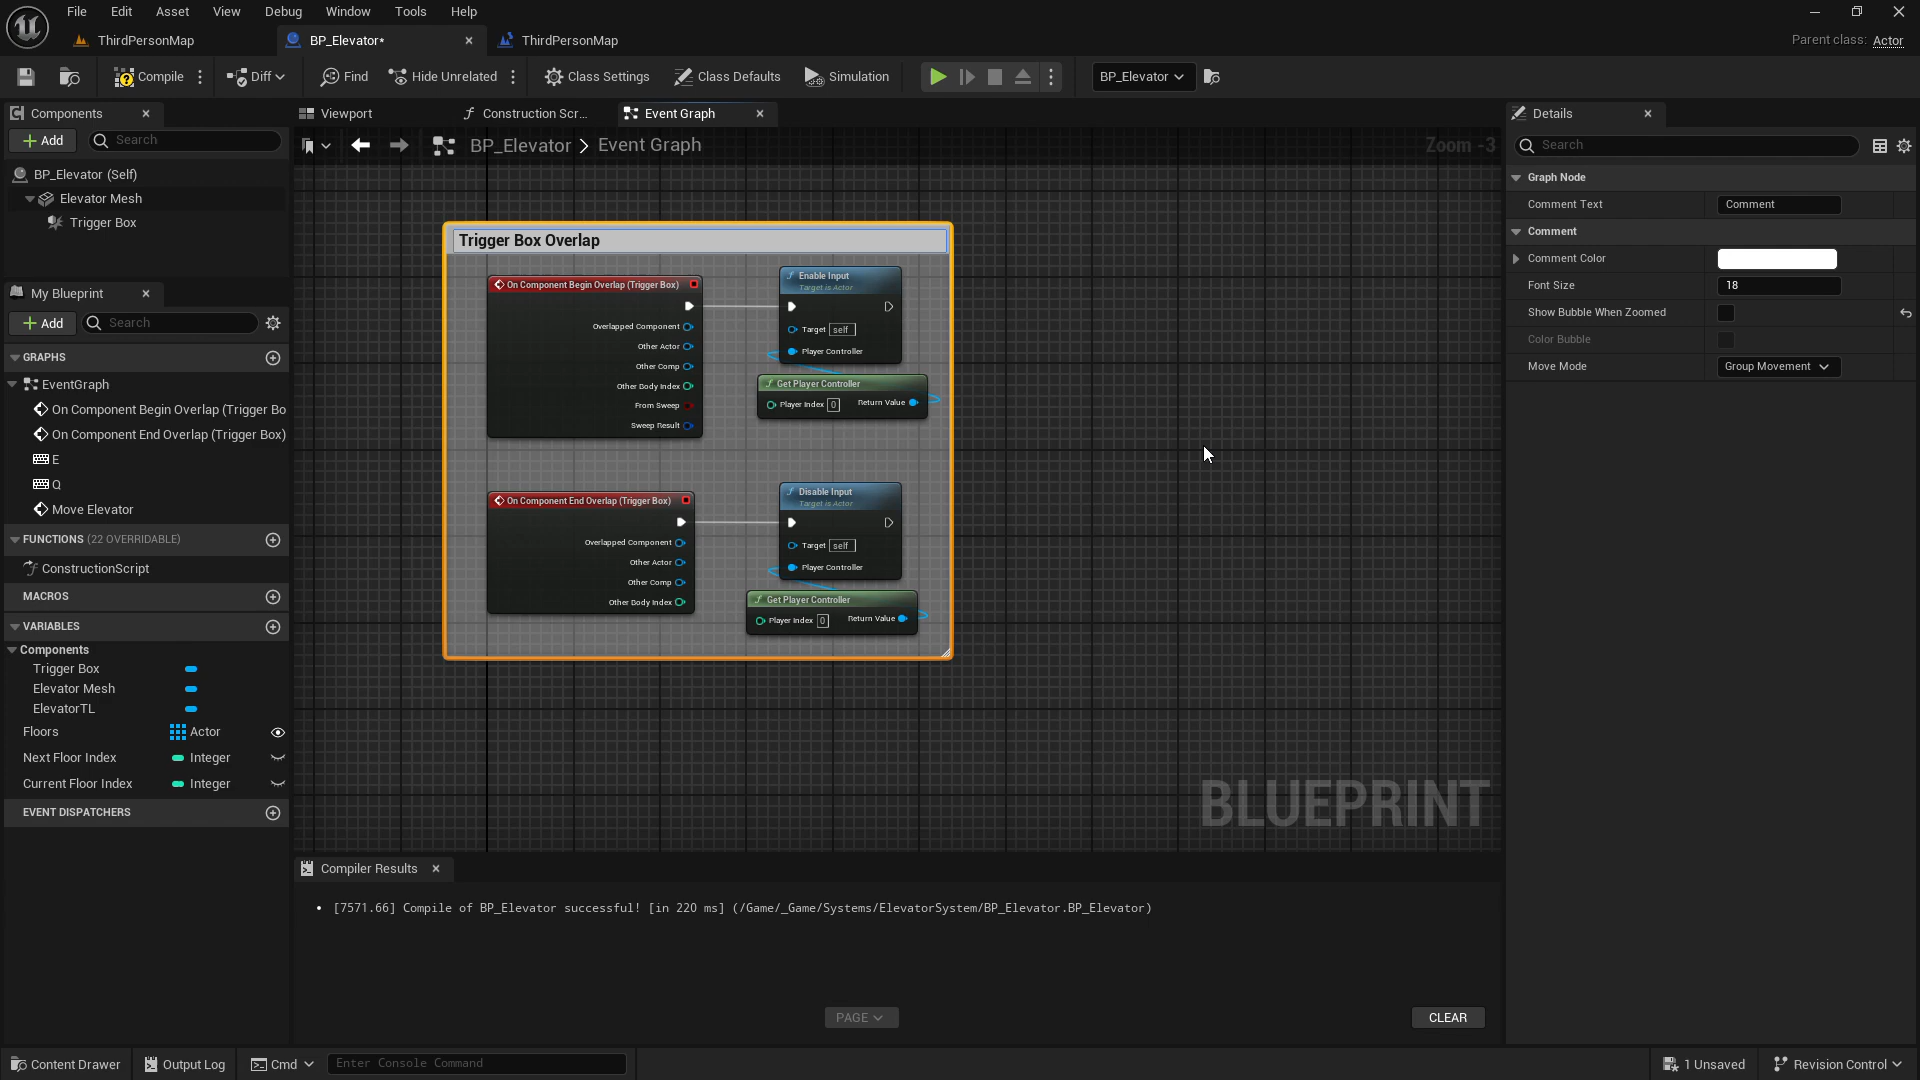 File Edit Asset View Debug Window Tools Help
ThirdPersonMap BP_Elevator* ThirdPersonMap Parent class: Actor
Compile Diff Find Hide Unrelated Class Settings Class Defaults Simulation BP_Elevator
Components
Add Search
BP_Elevator (Self)
Elevator Mesh
Trigger Box
My Blueprint
Add Search
GRAPHS
EventGraph
On Component Begin Overlap (Trigger Bo
On Component End Overlap (Trigger Box)
E
Q
Move Elevator
FUNCTIONS (22 OVERRIDABLE)
ConstructionScript
MACROS
VARIABLES
Components
Trigger Box
Elevator Mesh
ElevatorTL
Floors Actor
Next Floor Index Integer
Current Floor Index Integer
EVENT DISPATCHERS
Viewport Construction Scr... Event Graph
BP_Elevator > Event Graph Zoom -3
Trigger Box Overlap
On Component Begin Overlap (Trigger Box)
Overlapped Component
Other Actor
Other Comp
Other Body Index
From Sweep
Sweep Result
Enable Input
Target is Actor
Target self
Player Controller
Get Player Controller
Player Index 0 Return Value
On Component End Overlap (Trigger Box)
Overlapped Component
Other Actor
Other Comp
Other Body Index
Disable Input
Target is Actor
Target self
Player Controller
Get Player Controller
Player Index 0 Return Value
BLUEPRINT
Compiler Results
[7571.66] Compile of BP_Elevator successful! [in 220 ms] (/Game/_Game/Systems/ElevatorSystem/BP_Elevator.BP_Elevator)
PAGE CLEAR
Details
Search
Graph Node
Comment Text Comment
Comment
Comment Color
Font Size 18
Show Bubble When Zoomed
Color Bubble
Move Mode Group Movement
Content Drawer Output Log Cmd Enter Console Command 1 Unsaved Revision Control